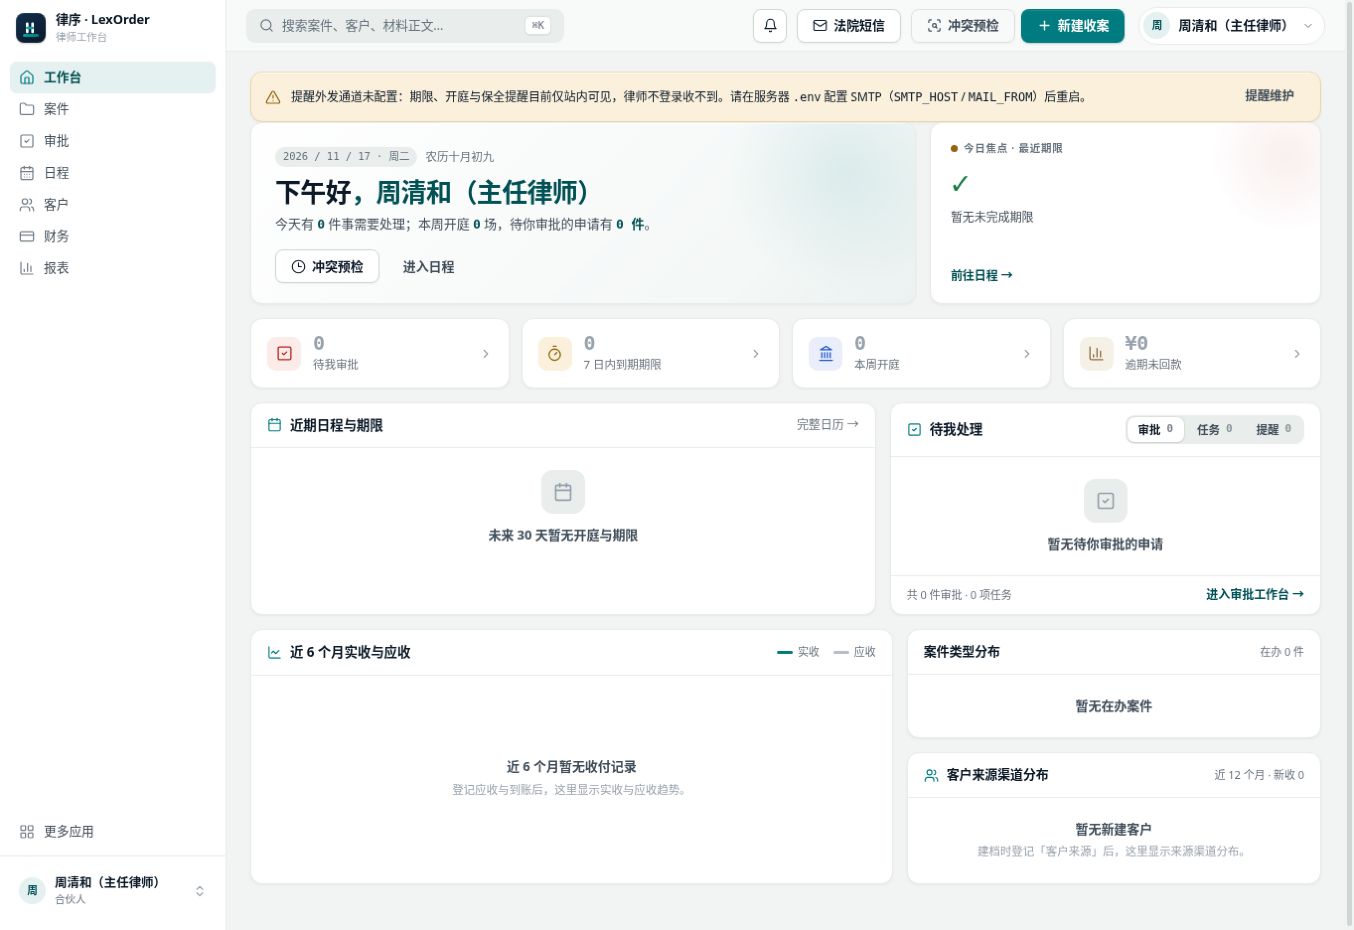 律序 · LexOrder
律师工作台
搜索案件、客户、材料正文... ⌘K
法院短信
冲突预检
新建收案
周 周清和（主任律师）
工作台
案件
审批
日程
客户
财务
报表
更多应用
周 周清和（主任律师）
合伙人
提醒外发通道未配置：期限、开庭与保全提醒目前仅站内可见，律师不登录收不到。请在服务器 .env 配置 SMTP（SMTP_HOST / MAIL_FROM）后重启。 提醒维护
2026 / 11 / 17 · 周二 农历十月初九
下午好，周清和（主任律师）
今天有 0 件事需要处理；本周开庭 0 场，待你审批的申请有 0 件。
冲突预检 进入日程
今日焦点 · 最近期限
✓
暂无未完成期限
前往日程 →
0
待我审批
0
7 日内到期期限
0
本周开庭
¥0
逾期未回款
近期日程与期限 完整日历 →
未来 30 天暂无开庭与期限
待我处理 审批 0 任务 0 提醒 0
暂无待你审批的申请
共 0 件审批 · 0 项任务 进入审批工作台 →
近 6 个月实收与应收 实收 应收
近 6 个月暂无收付记录
登记应收与到账后，这里显示实收与应收趋势。
案件类型分布 在办 0 件
暂无在办案件
客户来源渠道分布 近 12 个月 · 新收 0
暂无新建客户
建档时登记「客户来源」后，这里显示来源渠道分布。